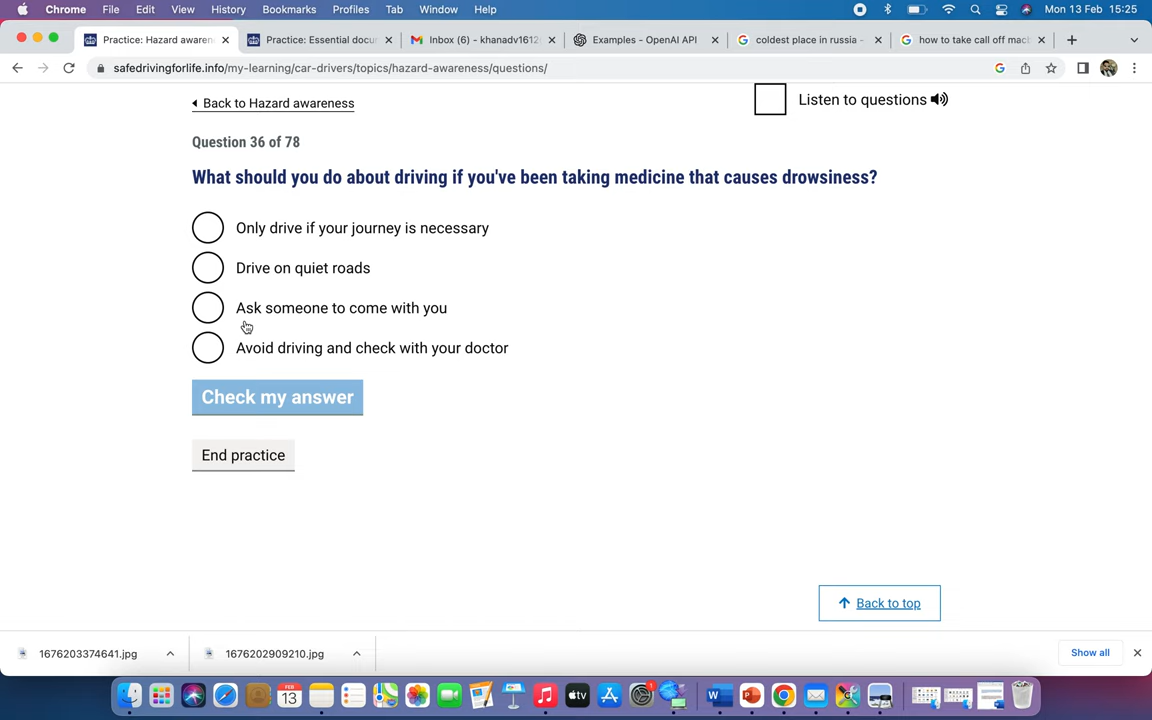 Chrome File Edit View History Bookmarks Profiles Tab Window Help Mon 13 Feb 15:25
Practice: Hazard awaren Practice: Essential docu Inbox (6) - khanadv1612 Examples - OpenAI API coldest place in russia - how to take call off mac
safedrivingforlife.info/my-learning/car-drivers/topics/hazard-awareness/questions/
Back to Hazard awareness Listen to questions
Question 36 of 78
What should you do about driving if you've been taking medicine that causes drowsiness?
Only drive if your journey is necessary
Drive on quiet roads
Ask someone to come with you
Avoid driving and check with your doctor
Check my answer
End practice
Back to top
1676203374641.jpg 1676202909210.jpg Show all
FEB
13 tv 1 W P